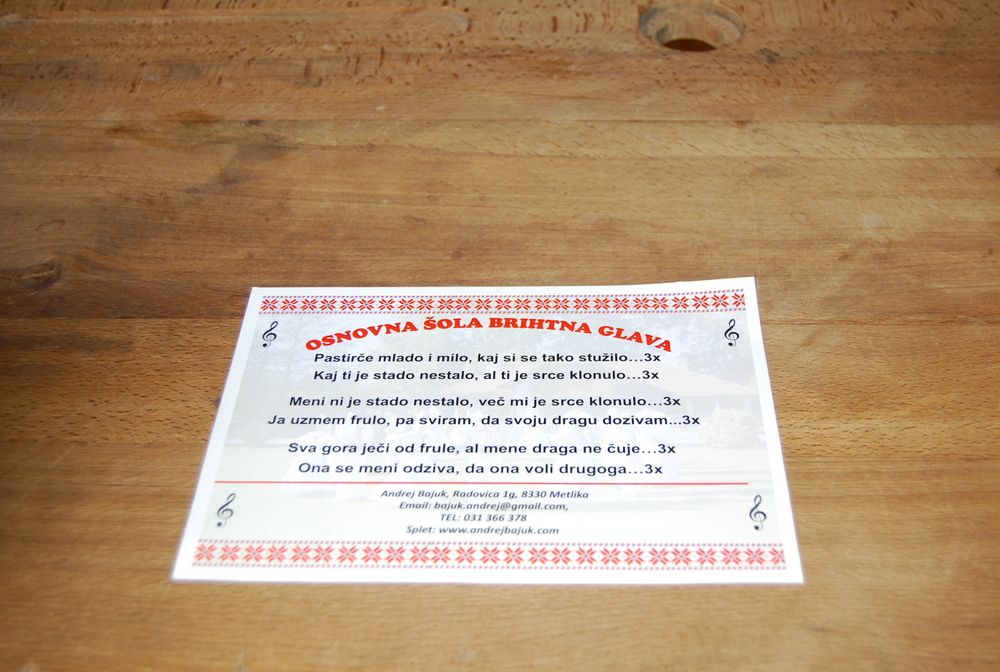 OSNOVNA ŠOLA BRIHTNA GLAVA
Pastirče mlado i milo, kaj si se tako stužilo...3x
Kaj ti je stado nestalo, al ti je srce klonulo...3x
Meni ni je stado nestalo, več mi je srce klonulo...3x
Ja uzmem frulo, pa sviram, da svoju dragu dozivam...3x
Sva gora ječi od frule, al mene draga ne čuje...3x
Ona se meni odziva, da ona voli drugoga...3x
Andrej Bajuk, Radovica 1g, 8330 Metlika
Email: bajuk.andrej@gmail.com,
TEL: 031 366 378
Splet: www.andrejbajuk.com